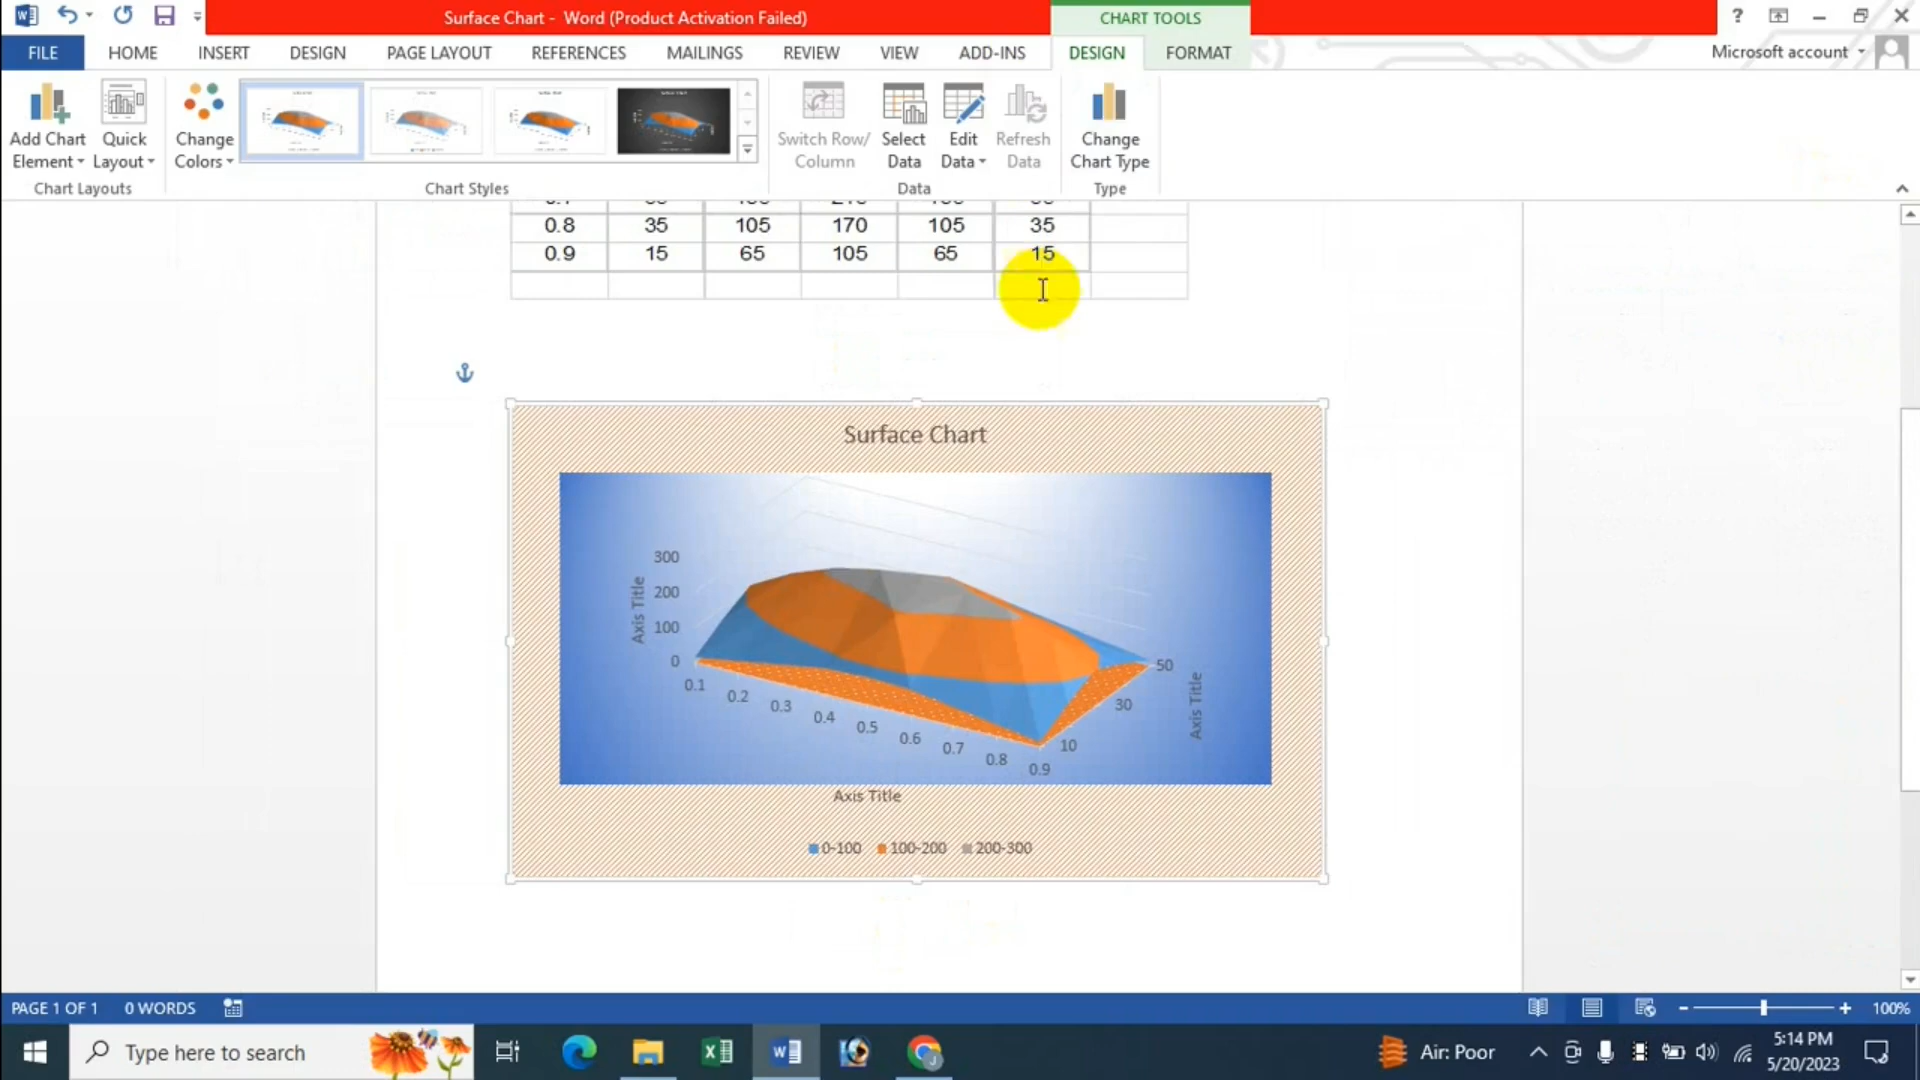 Surface Chart - Word (Product Activation Failed)
CHART TOOLS
?
FILE
HOME
INSERT
DESIGN
PAGE LAYOUT
REFERENCES
MAILINGS
REVIEW
VIEW
ADD-INS
DESIGN
FORMAT
Microsoft account
Add Chart Element
Quick Layout
Change Colors
Switch Row/ Column
Select Data
Edit Data
Refresh Data
Change Chart Type
Chart Layouts
Chart Styles
Data
Type
0.8 35 105 170 105 35
0.9 15 65 105 65 15
Surface Chart
300
200
100
0
Axis Title
0.1
0.2
0.3
0.4
0.5
0.6
0.7
0.8
0.9
10
30
50
Axis Title
Axis Title
0-100 100-200 200-300
PAGE 1 OF 1 0 WORDS
100%
Type here to search
Air: Poor
5:14 PM
5/20/2023